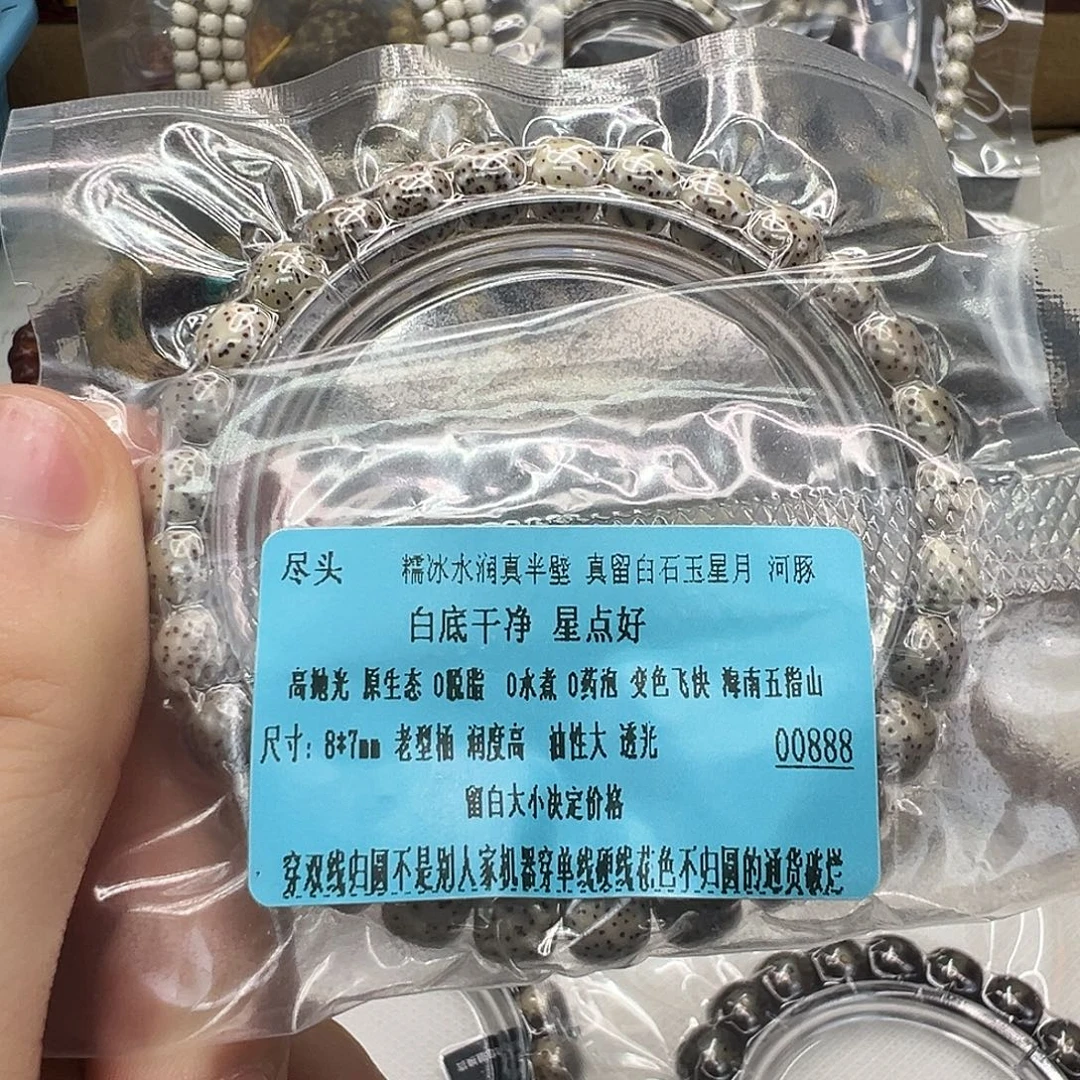 尽头 糯冰水润真半壁 真留白石玉星月 河豚
白底干净 星点好
高抛光 原生态 0脱脂 0水煮 0药泡 变色飞快 海南五指山
尺寸：8*7mm 老型桶 润度高 油性大 透光 00888
留白大小决定价格
穿双线归圆不是别人家机器穿单线硬线花色不归圆的通货破烂